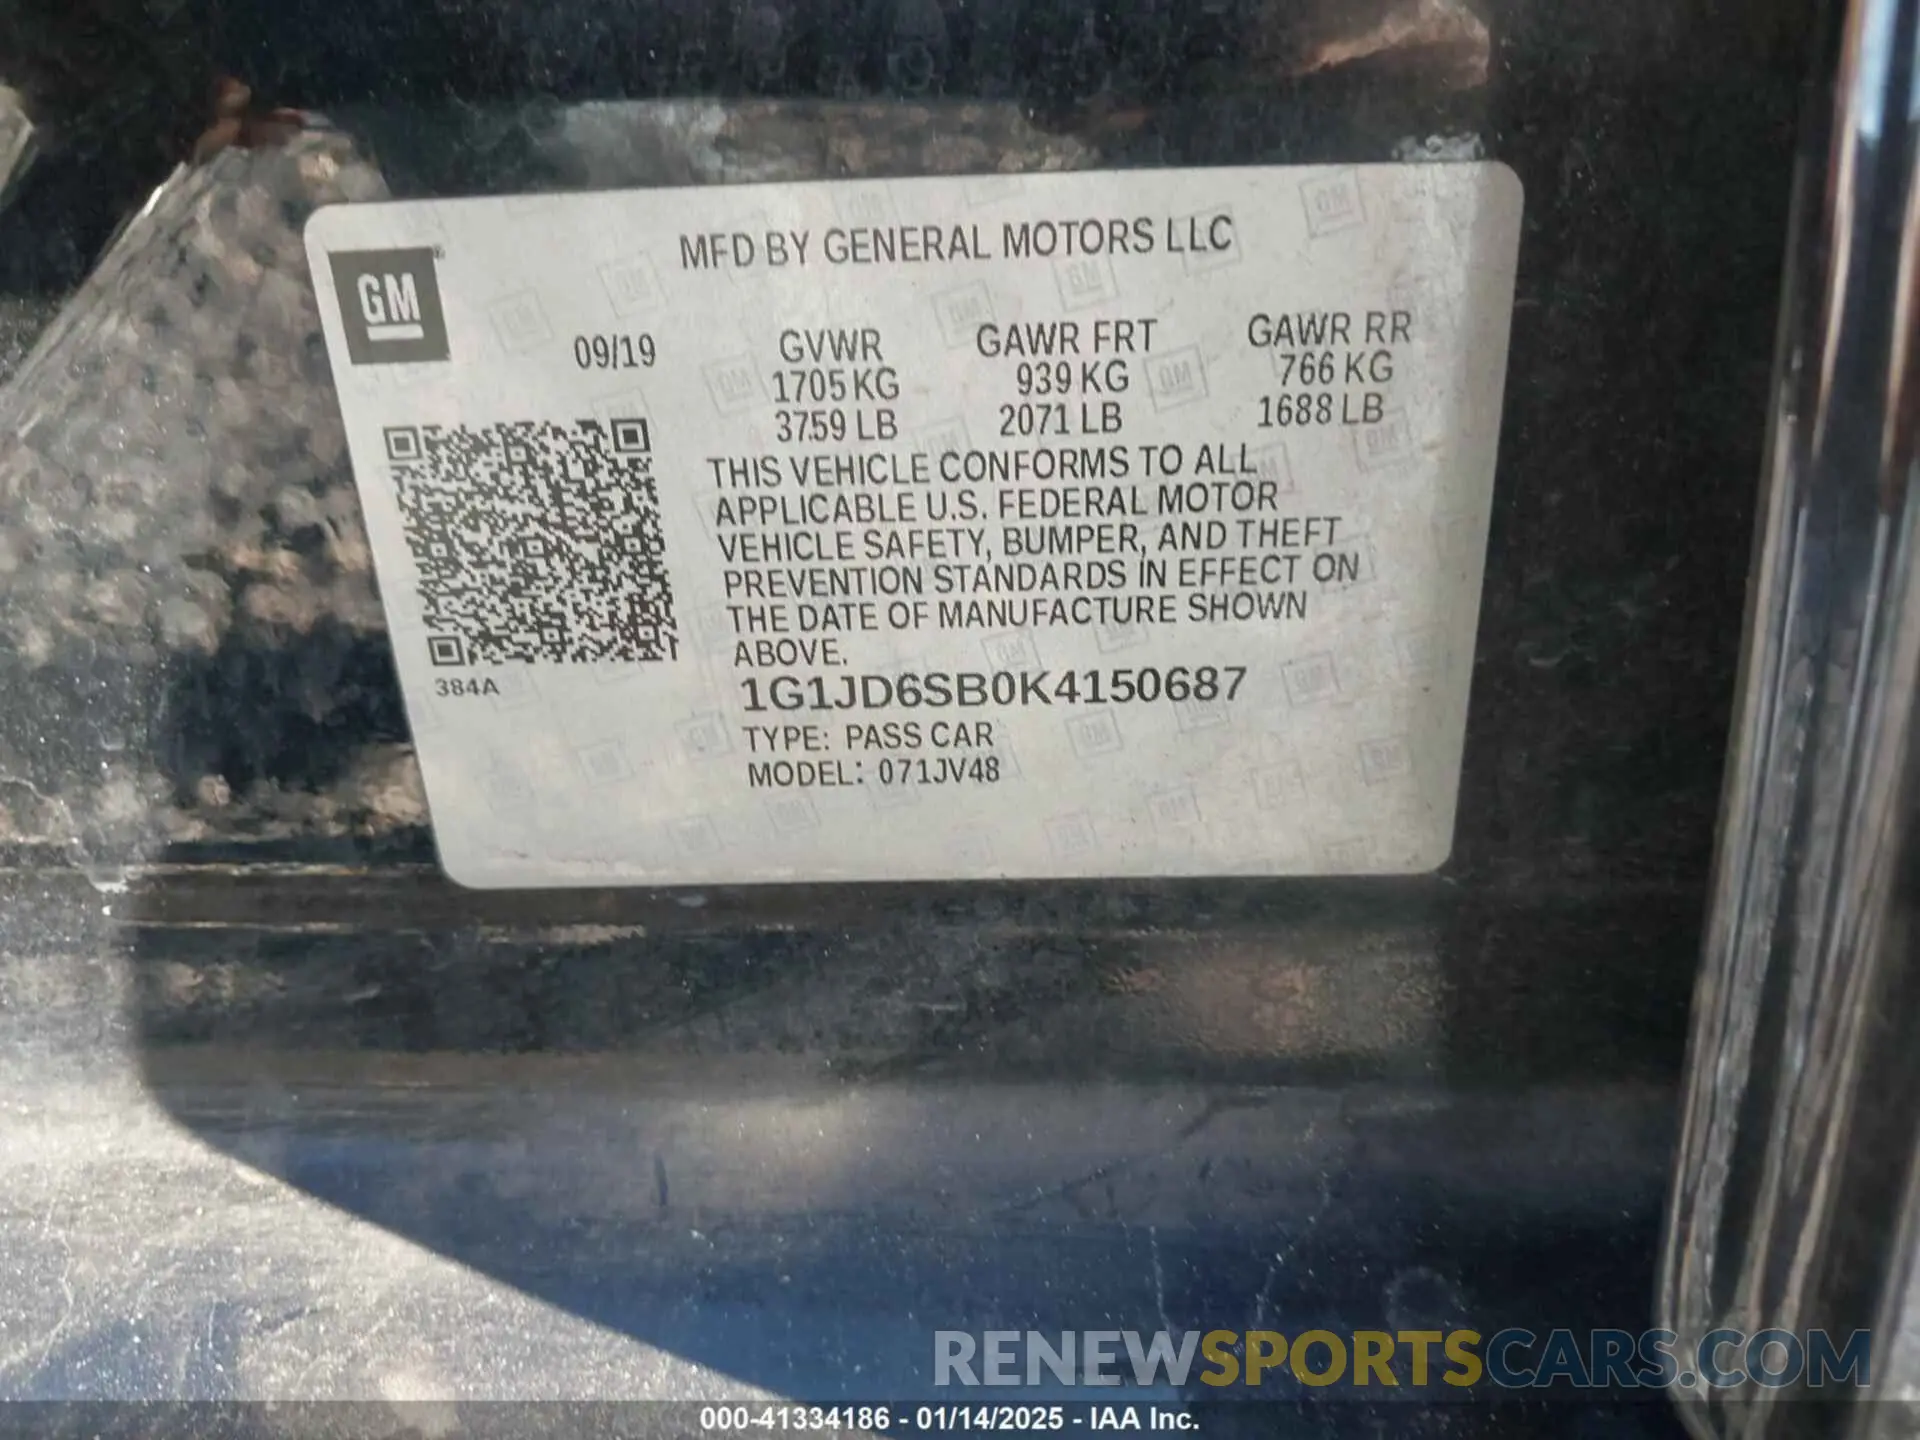 MFD BY GENERAL MOTORS LLC
GM®
09/19 GVWR GAWR FRT GAWR RR
1705 KG 939 KG 766 KG
3759 LB 2071 LB 1688 LB
THIS VEHICLE CONFORMS TO ALL
APPLICABLE U.S. FEDERAL MOTOR
VEHICLE SAFETY, BUMPER, AND THEFT
PREVENTION STANDARDS IN EFFECT ON
THE DATE OF MANUFACTURE SHOWN
ABOVE.
384A
1G1JD6SB0K4150687
TYPE: PASS CAR
MODEL: 071JV48
RENEWSPORTSCARS.COM
000-41334186 - 01/14/2025 - IAA Inc.